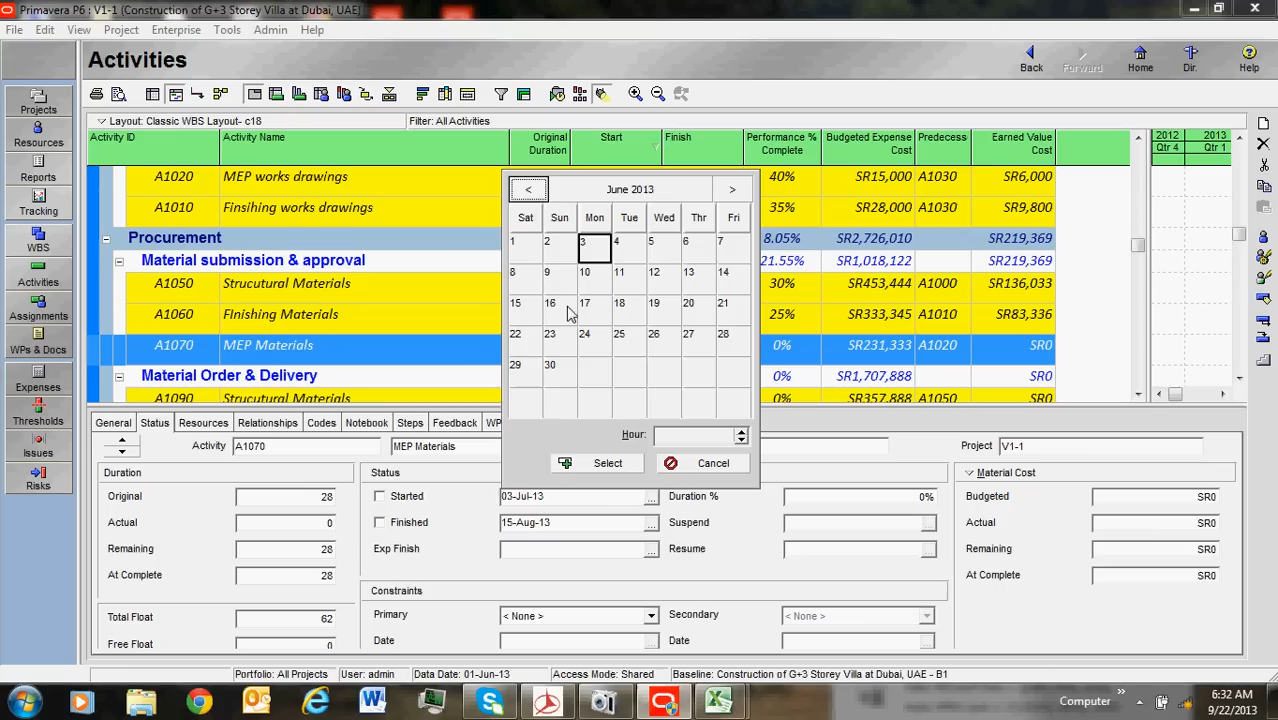 Primavera P6 : V1-1 (Construction of G+3 Storey Villa at Dubai, UAE)
File Edit View Project Enterprise Tools Admin Help
Activities
Back Forward Home Dir. Help
Projects
Resources
Reports
Tracking
WBS
Activities
Assignments
WPs & Docs
Expenses
Thresholds
Issues
Risks
Layout: Classic WBS Layout- c18 Filter: All Activities
Activity ID Activity Name Original Duration Start Finish Performance % Complete Budgeted Expense Cost Predecess Earned Value Cost 2012 2013
Qtr 4 Qtr 1
A1020 MEP works drawings 40% SR15,000 A1030 SR6,000
A1010 Finsihing works drawings 35% SR28,000 A1040
Procurement 8.05% SR2,726,010 SR219,369
Material submission & approval 21.55% SR1,018,122 SR219,369
A1050 Strucutural Materials 30% SR453,444 A1000 SR136,033
A1060 FInishing Materials 25% SR333,345 A1010 SR83,336
A1070 MEP Materials 0% SR231,333 A1020 SR0
Material Order & Delivery 0% SR1,707,888 SR0
A1090 Strucutural Materials 0% SR357,888 A1050 SR0
< June 2013 >
Sat Sun Mon Tue Wed Thr Fri
1 2 3 4 5 6 7
8 9 10 11 12 13 14
15 16 17 18 19 20 21
22 23 24 25 26 27 28
29 30
Hour:
Select Cancel
General Status Resources Relationships Codes Notebook Steps Feedback WP
Activity A1070 MEP Materials Project V1-1
Duration
Original 28
Actual 0
Remaining 28
At Complete 28
Total Float 62
Free Float 0
Status
Started 03-Jul-13 ...
Finished 15-Aug-13 ...
Exp Finish ...
Duration % 0%
Suspend ...
Resume ...
Constraints
Primary < None > Secondary < None >
Date Date
Material Cost
Budgeted SR0
Actual SR0
Remaining SR0
At Complete SR0
Portfolio: All Projects User: admin Data Date: 01-Jun-13 Access Mode: Shared Baseline: Construction of G+3 Storey Villa at Dubai, UAE - B1
Computer » 6:32 AM
9/22/2013